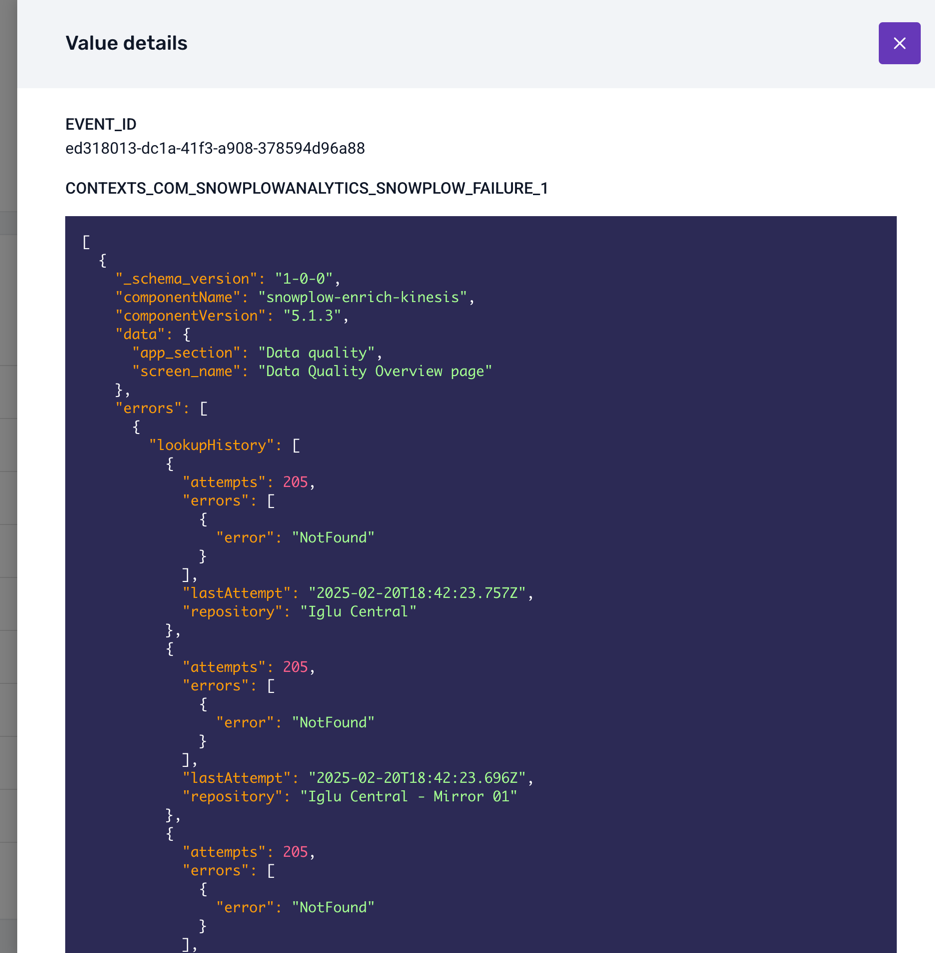 Value details
EVENT_ID
ed318013-dc1a-41f3-a908-378594d96a88
CONTEXTS_COM_SNOWPLOWANALYTICS_SNOWPLOW_FAILURE_1
[
  {
    "_schema_version": "1-0-0",
    "componentName": "snowplow-enrich-kinesis",
    "componentVersion": "5.1.3",
    "data": {
      "app_section": "Data quality",
      "screen_name": "Data Quality Overview page"
    },
    "errors": [
      {
        "lookupHistory": [
          {
            "attempts": 205,
            "errors": [
              {
                "error": "NotFound"
              }
            ],
            "lastAttempt": "2025-02-20T18:42:23.757Z",
            "repository": "Iglu Central"
          },
          {
            "attempts": 205,
            "errors": [
              {
                "error": "NotFound"
              }
            ],
            "lastAttempt": "2025-02-20T18:42:23.696Z",
            "repository": "Iglu Central - Mirror 01"
          },
          {
            "attempts": 205,
            "errors": [
              {
                "error": "NotFound"
              }
            ],